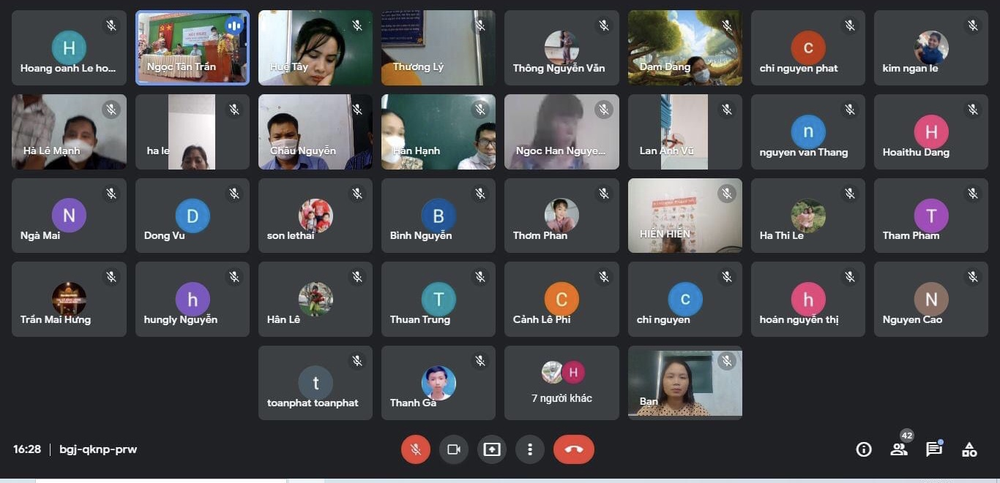 H
Hoang oanh Le ho...
HỘI NGHỊ
Ngọc Tân Trần
Huệ Tây
Thương Lý
Thông Nguyễn Văn
Dam Dang
c
chi nguyen phat
kim ngan le
Hà Lê Mạnh
ha le
Châu Nguyễn
Hân Hạnh
Ngoc Han Nguye...
Lan Anh Vũ
n
nguyen van Thang
H
Hoaithu Dang
N
Ngà Mai
D
Dong Vu
son lethai
B
Bình Nguyễn
Thơm Phan
HIỀN HIỀN
Ha Thi Le
T
Tham Pham
Trần Mai Hưng
h
hungly Nguyễn
Hân Lê
T
Thuan Trung
C
Cảnh Lê Phi
c
chi nguyen
h
hoán nguyễn thị
N
Nguyen Cao
t
toanphat toanphat
Thanh Gà
H
7 người khác
Bạn
16:28 | bgj-qknp-prw
42